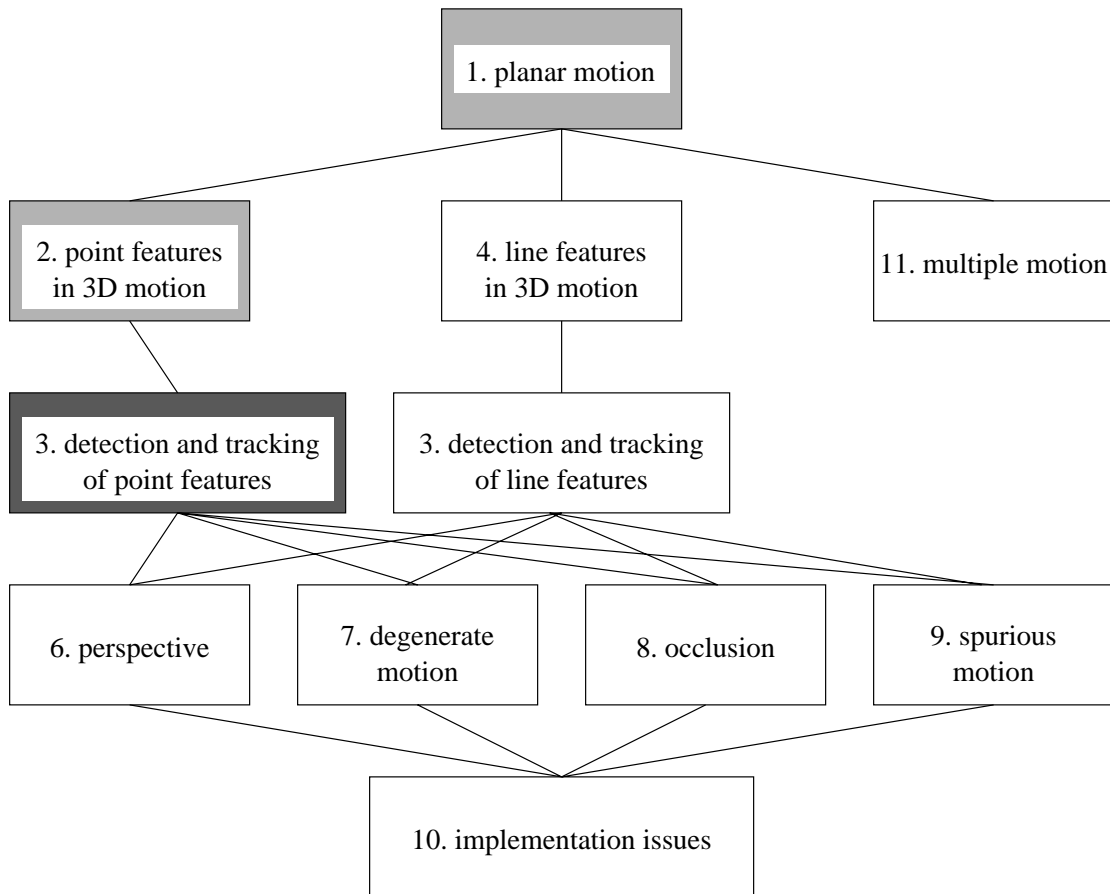 1. planar motion
2. point features
in 3D motion
4. line features
in 3D motion
11. multiple motion
3. detection and tracking
of point features
3. detection and tracking
of line features
6. perspective
7. degenerate
motion
8. occlusion
9. spurious
motion
10. implementation issues